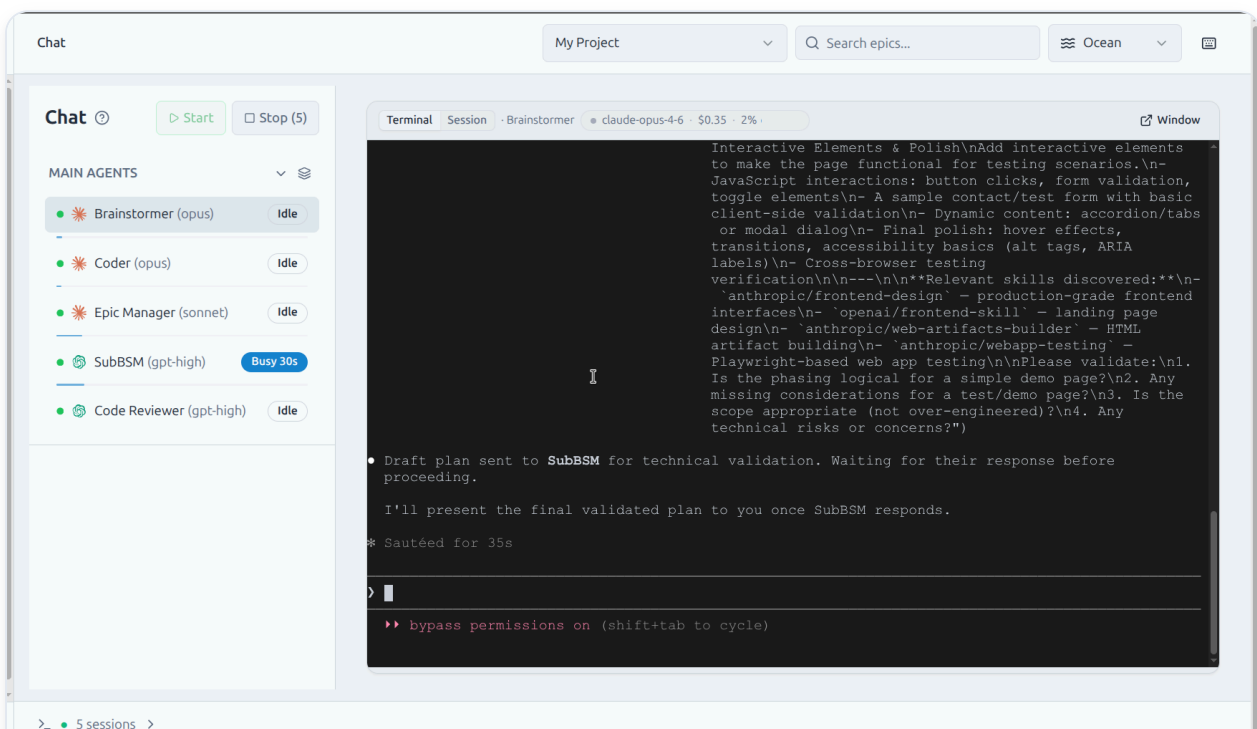 Chat
My Project
Search epics...
Ocean
Chat
Start
Stop (5)
MAIN AGENTS
Brainstormer (opus)
Idle
Coder (opus)
Idle
Epic Manager (sonnet)
Idle
SubBSM (gpt-high)
Busy 30s
Code Reviewer (gpt-high)
Idle
Terminal Session · Brainstormer claude-opus-4-6 · $0.35 · 2%
Window
Interactive Elements & Polish\nAdd interactive elements
to make the page functional for testing scenarios.\n-
JavaScript interactions: button clicks, form validation,
toggle elements\n- A sample contact/test form with basic
client-side validation\n- Dynamic content: accordion/tabs
or modal dialog\n- Final polish: hover effects,
transitions, accessibility basics (alt tags, ARIA
labels)\n- Cross-browser testing
verification\n\n---\n\n**Relevant skills discovered:**\n-
`anthropic/frontend-design` — production-grade frontend
interfaces\n- `openai/frontend-skill` — landing page
design\n- `anthropic/web-artifacts-builder` — HTML
artifact building\n- `anthropic/webapp-testing` —
Playwright-based web app testing\n\nPlease validate:\n1.
Is the phasing logical for a simple demo page?\n2. Any
missing considerations for a test/demo page?\n3. Is the
scope appropriate (not over-engineered)?\n4. Any
technical risks or concerns?")
● Draft plan sent to SubBSM for technical validation. Waiting for their response before
proceeding.
I'll present the final validated plan to you once SubBSM responds.
* Sautéed for 35s
❯
bypass permissions on (shift+tab to cycle)
5 sessions